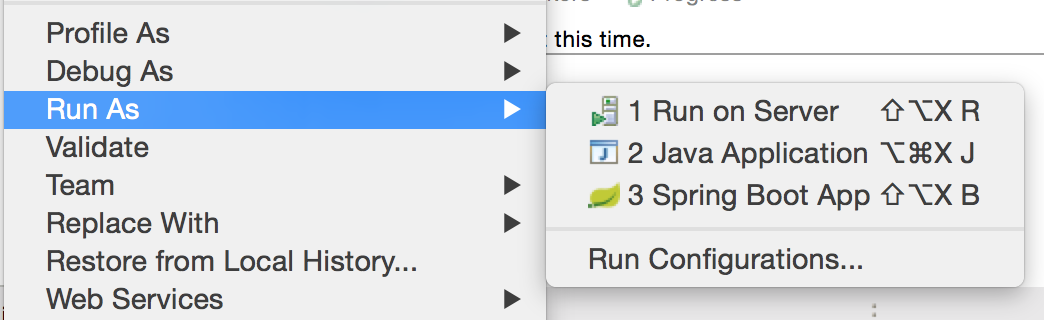 Progress
Profile As
this time.
Debug As
Run As
1 Run on Server ⇧⌥X R
Validate
2 Java Application ⌥⌘X J
Team
3 Spring Boot App ⇧⌥X B
Replace With
Restore from Local History...
Run Configurations...
Web Services